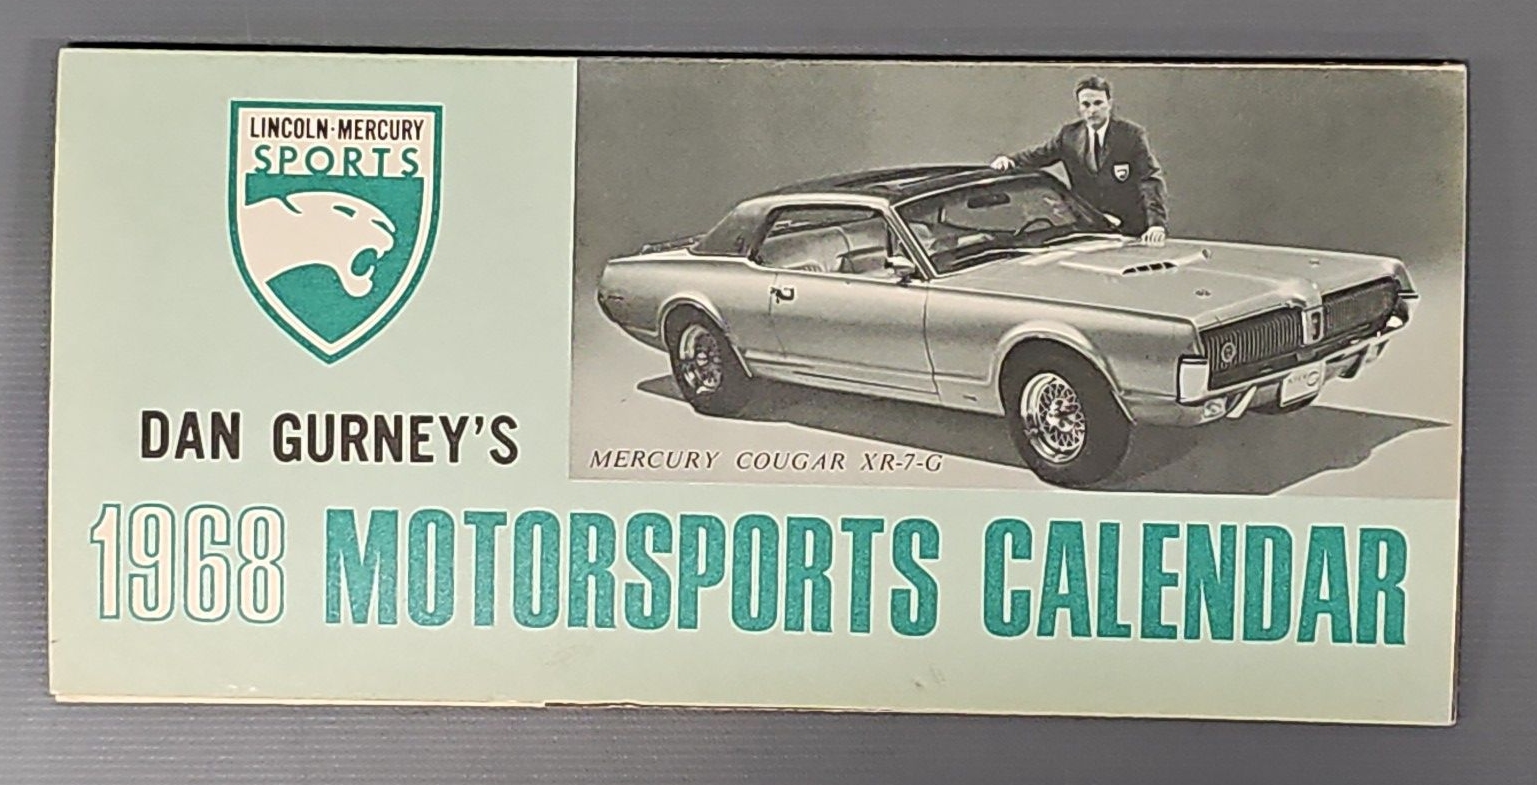 LINCOLN-MERCURY
SPORTS
DAN GURNEY'S
MERCURY COUGAR XR-7-G
1968 MOTORSPORTS CALENDAR